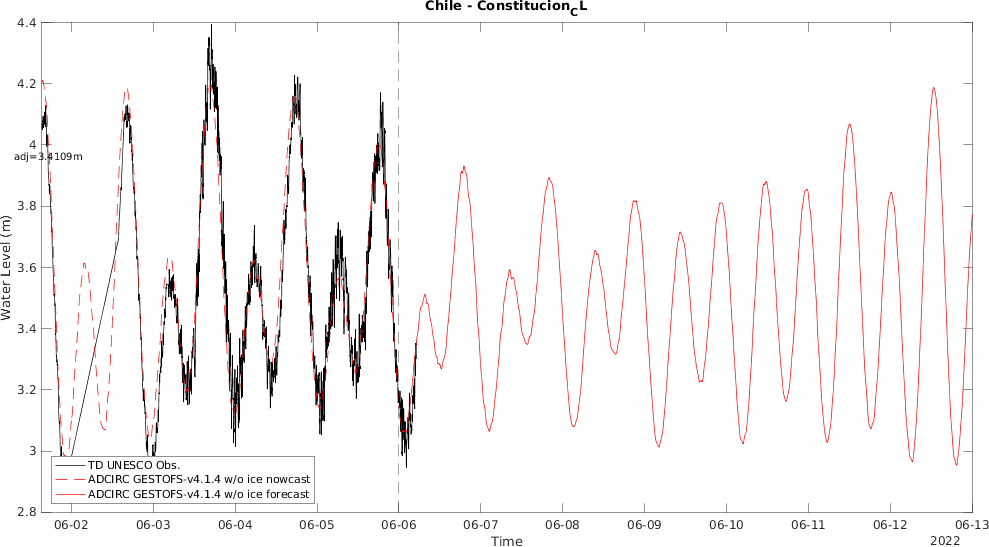 Chile - Constitucion_CL
4.4
4.2
4
adj=3.4109m
3.8
3.6
3.4
3.2
3
2.8
Water Level (m)
TD UNESCO Obs.
ADCIRC GESTOFS-v4.1.4 w/o ice nowcast
ADCIRC GESTOFS-v4.1.4 w/o ice forecast
06-02 06-03 06-04 06-05 06-06 06-07 06-08 06-09 06-10 06-11 06-12 06-13
Time
2022